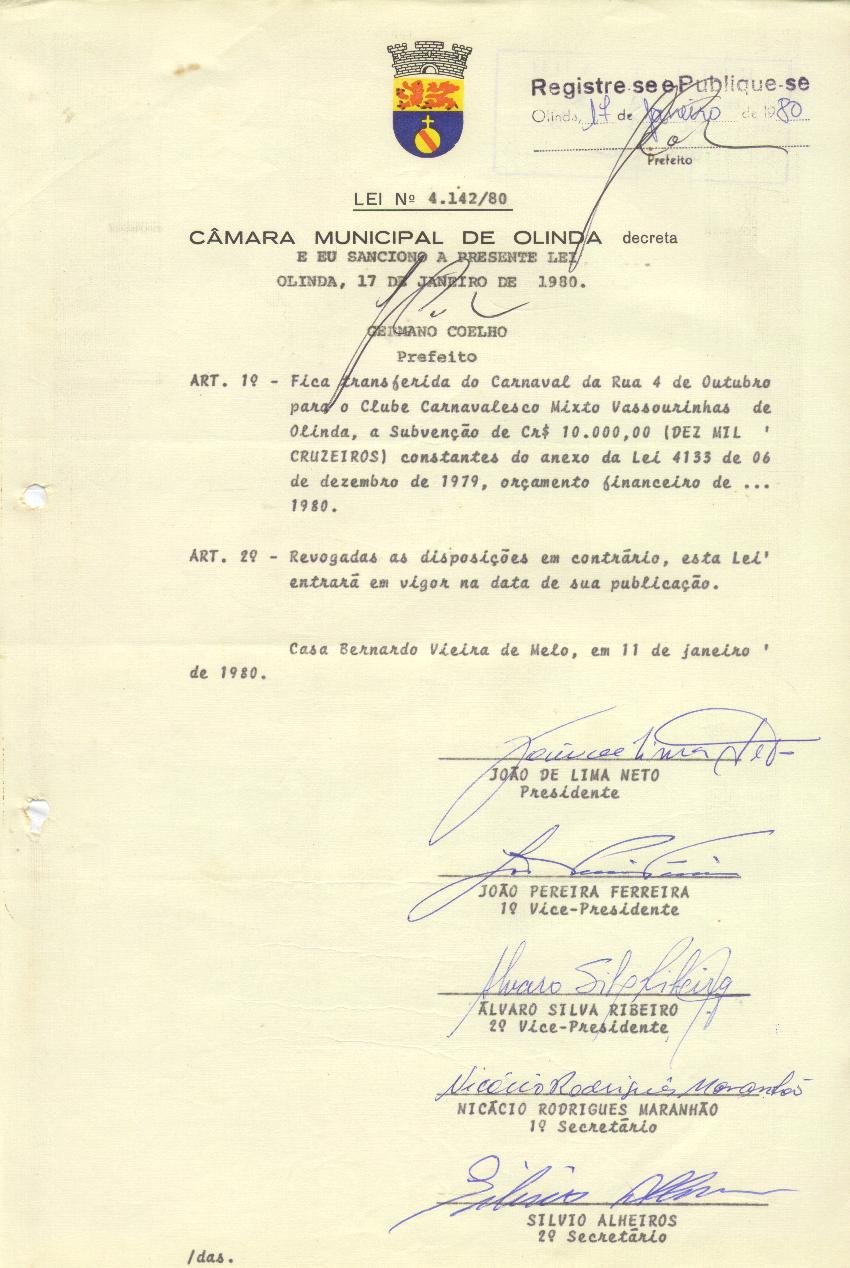 Registre-se e Publique-se
Olinda, 17 de Janeiro de 1980
Prefeito
LEI Nº 4.142/80
CÂMARA MUNICIPAL DE OLINDA decreta
E EU SANCIONO A PRESENTE LEI
OLINDA, 17 DE JANEIRO DE 1980.
GERMANO COELHO
Prefeito
ART. 1º - Fica transferida do Carnaval da Rua 4 de Outubro
para o Clube Carnavalesco Mixto Vassourinhas de
Olinda, a Subvenção de Cr$ 10.000,00 (DEZ MIL '
CRUZEIROS) constantes do anexo da Lei 4133 de 06
de dezembro de 1979, orçamento financeiro de ...
1980.
ART. 2º - Revogadas as disposições em contrário, esta Lei'
entrará em vigor na data de sua publicação.
Casa Bernardo Vieira de Melo, em 11 de janeiro '
de 1980.
JOÃO DE LIMA NETO
Presidente
JOÃO PEREIRA FERREIRA
1º Vice-Presidente
Alvaro Silva Ribeiro
ÁLVARO SILVA RIBEIRO
2º Vice-Presidente
Nicácio Rodrigues Maranhão
NICÁCIO RODRIGUES MARANHÃO
1º Secretário
SILVIO ALHEIROS
2º Secretário
/das.